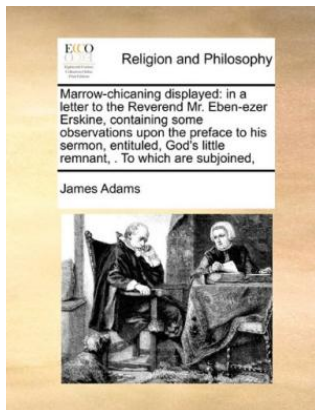 ECCO
Religion and Philosophy
Marrow-chicaning displayed: in a
letter to the Reverend Mr. Eben-ezer
Erskine, containing some
observations upon the preface to his
sermon, entituled, God's little
remnant, . To which are subjoined,
James Adams